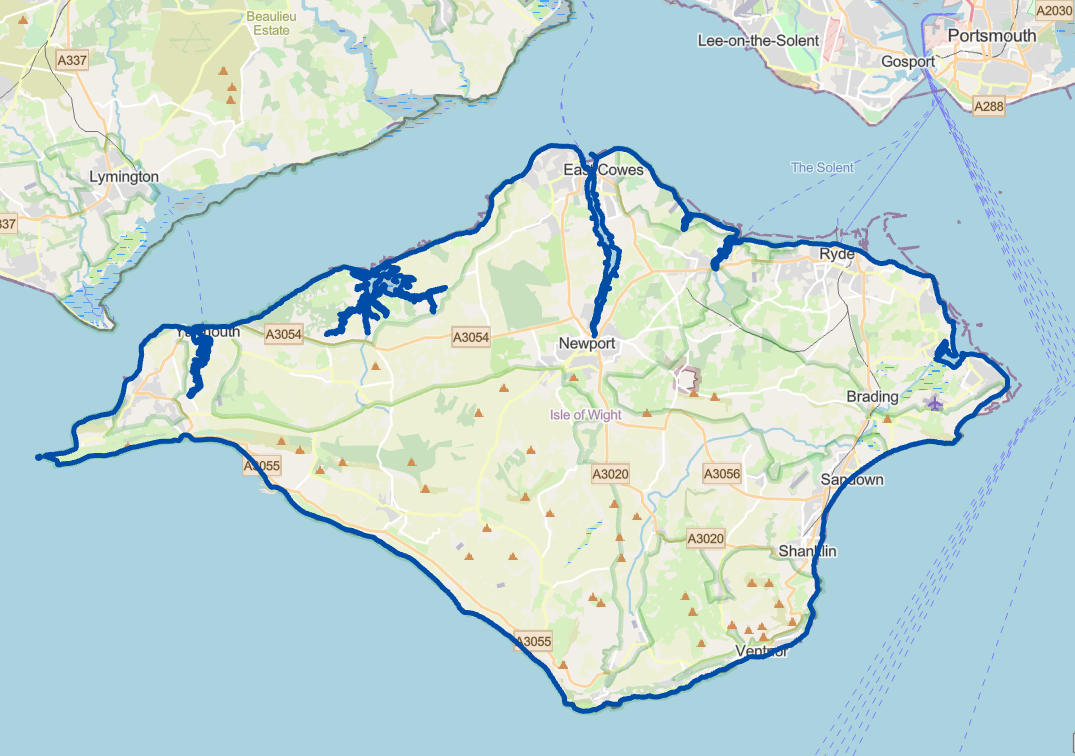 Beaulieu
Estate
A2030
Portsmouth
Lee-on-the-Solent
A337
Gosport
A288
Lymington
East Cowes
The Solent
337
Ryde
Yarmouth
A3054
A3054
Newport
Brading
Isle of Wight
A3055
A3020
A3056
Sandown
A3020
Shanklin
A3055
Ventnor